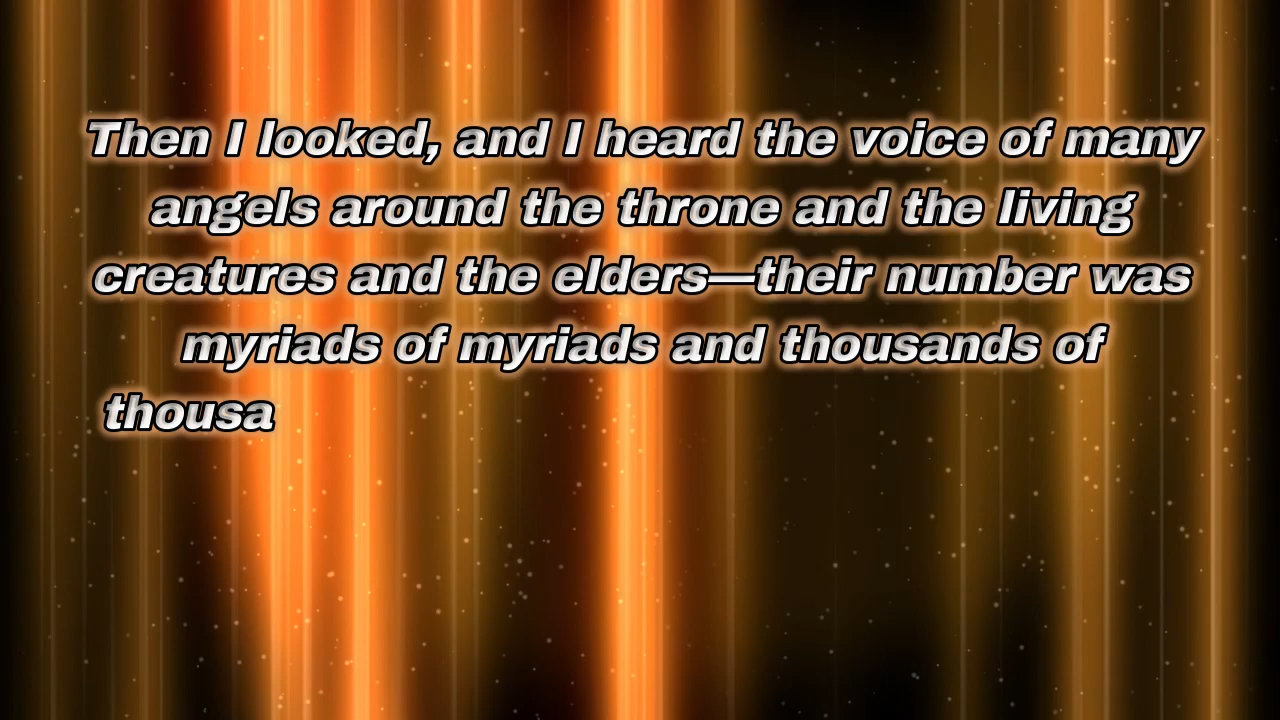 Then I looked, and I heard the voice of many
angels around the throne and the living
creatures and the elders—their number was
myriads of myriads and thousands of
thousa